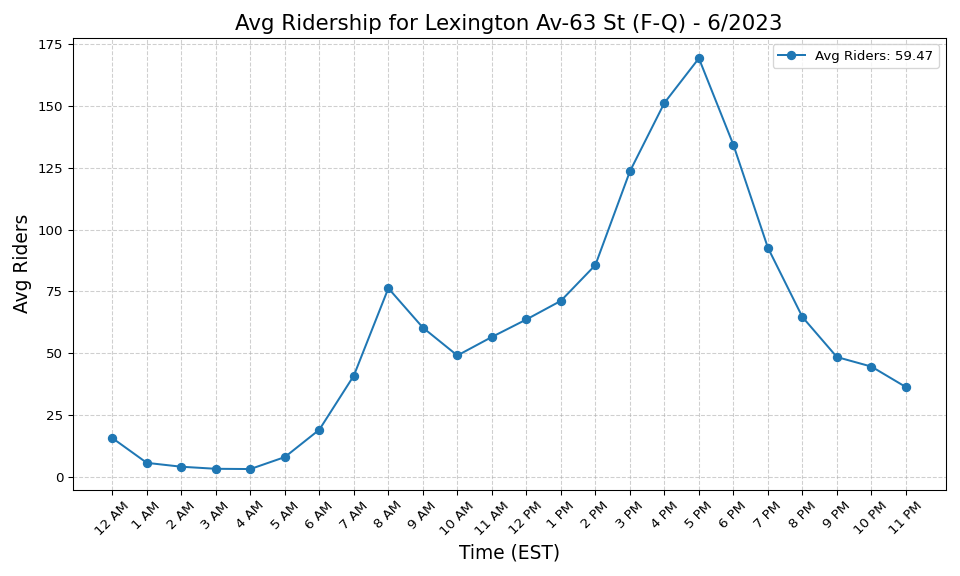 Avg Ridership for Lexington Av-63 St (F-Q) - 6/2023
Avg Riders: 59.47
Avg Riders
175
150
125
100
75
50
25
0
12 AM
1 AM
2 AM
3 AM
4 AM
5 AM
6 AM
7 AM
8 AM
9 AM
10 AM
11 AM
12 PM
1 PM
2 PM
3 PM
4 PM
5 PM
6 PM
7 PM
8 PM
9 PM
10 PM
11 PM
Time (EST)